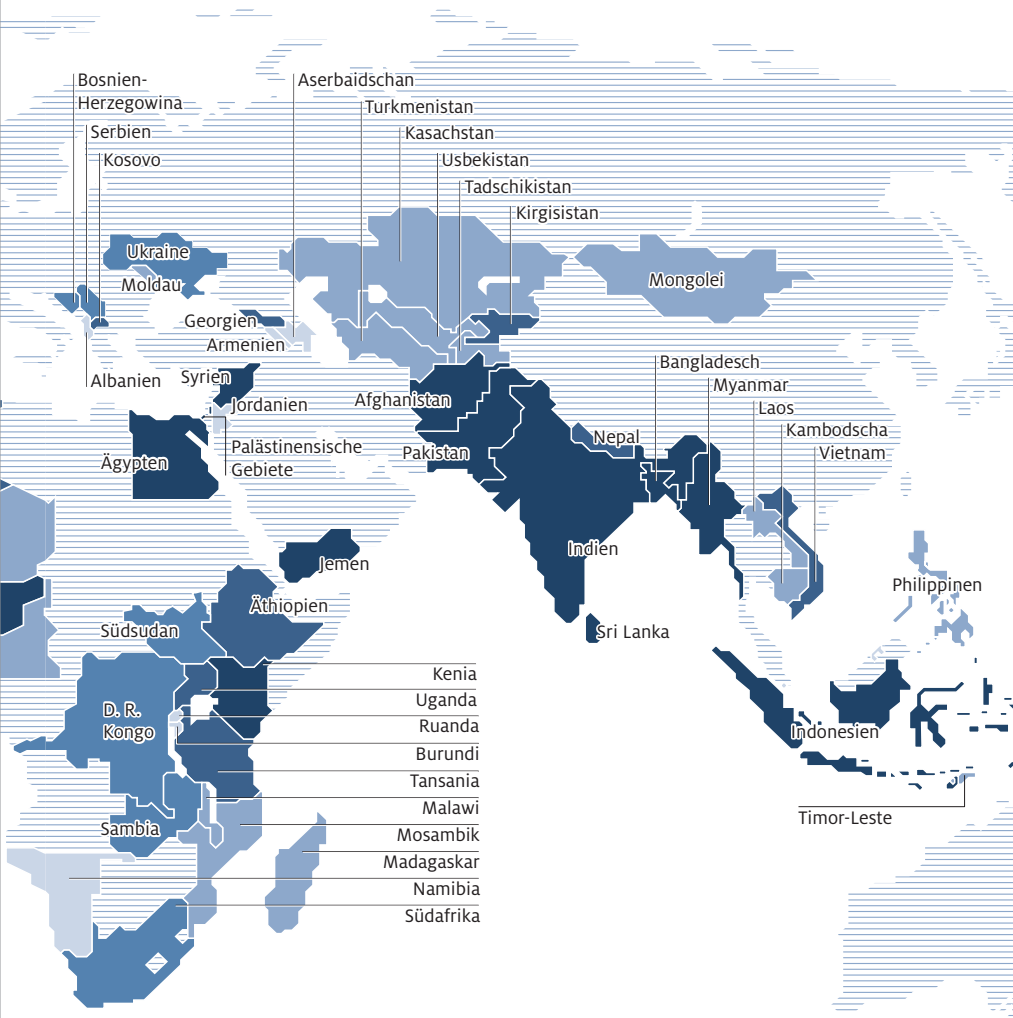 Bosnien-
Herzegowina
Serbien
Kosovo
Aserbaidschan
Turkmenistan
Kasachstan
Usbekistan
Tadschikistan
Kirgisistan
Ukraine
Moldau
Mongolei
Georgien
Armenien
Albanien
Syrien
Jordanien
Afghanistan
Bangladesch
Myanmar
Laos
Kambodscha
Vietnam
Nepal
Palästinensische
Gebiete
Ägypten
Pakistan
Indien
Jemen
Philippinen
Äthiopien
Südsudan
Sri Lanka
Kenia
Uganda
Ruanda
Burundi
Tansania
Malawi
Mosambik
Madagaskar
Namibia
Südafrika
D. R.
Kongo
Sambia
Indonesien
Timor-Leste